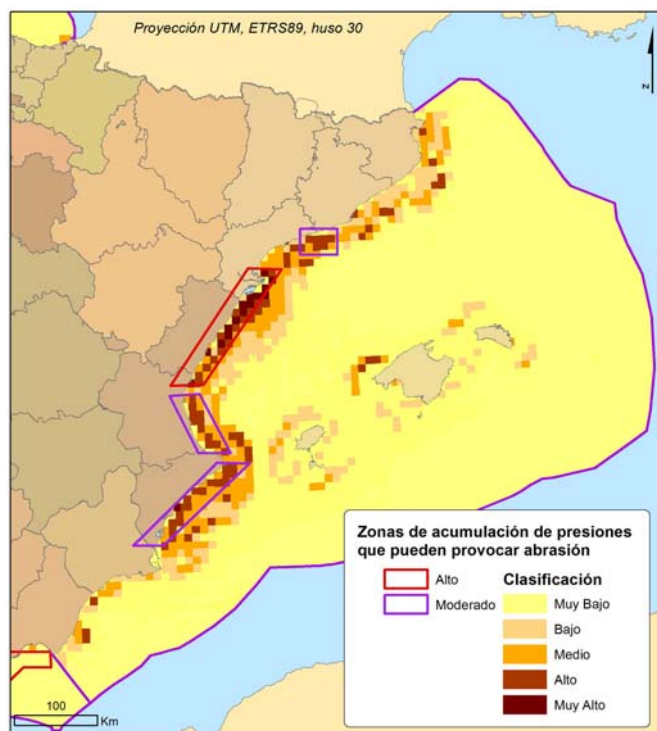 Proyección UTM, ETRS89, huso 30
N
Zonas de acumulación de presiones
que pueden provocar abrasión
Alto
Moderado
Clasificación
Muy Bajo
Bajo
Medio
Alto
Muy Alto
100
Km